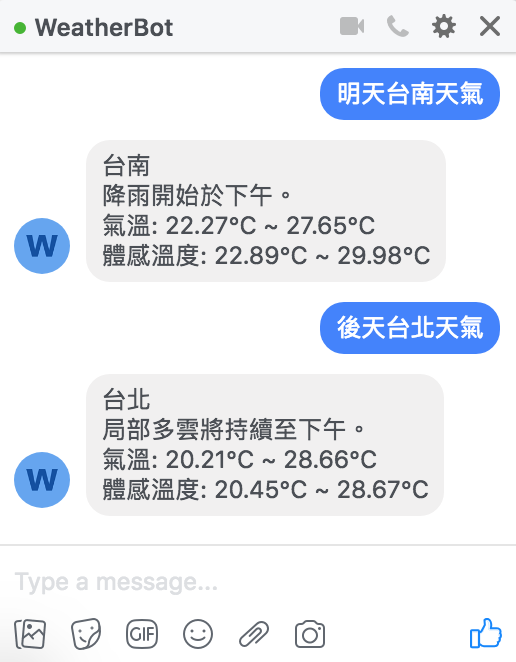 WeatherBot
明天台南天氣
台南
降雨開始於下午。
氣溫: 22.27°C ~ 27.65°C
體感溫度: 22.89°C ~ 29.98°C
W
後天台北天氣
台北
局部多雲將持續至下午。
氣溫: 20.21°C ~ 28.66°C
體感溫度: 20.45°C ~ 28.67°C
W
Type a message...
GIF